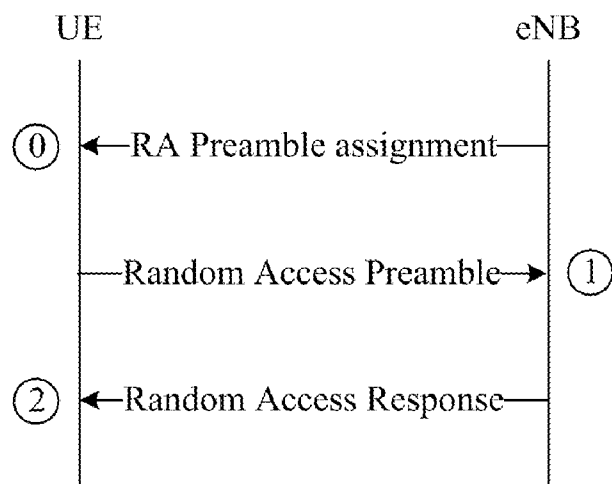 UE
eNB
0
RA Preamble assignment
Random Access Preamble
1
2
Random Access Response